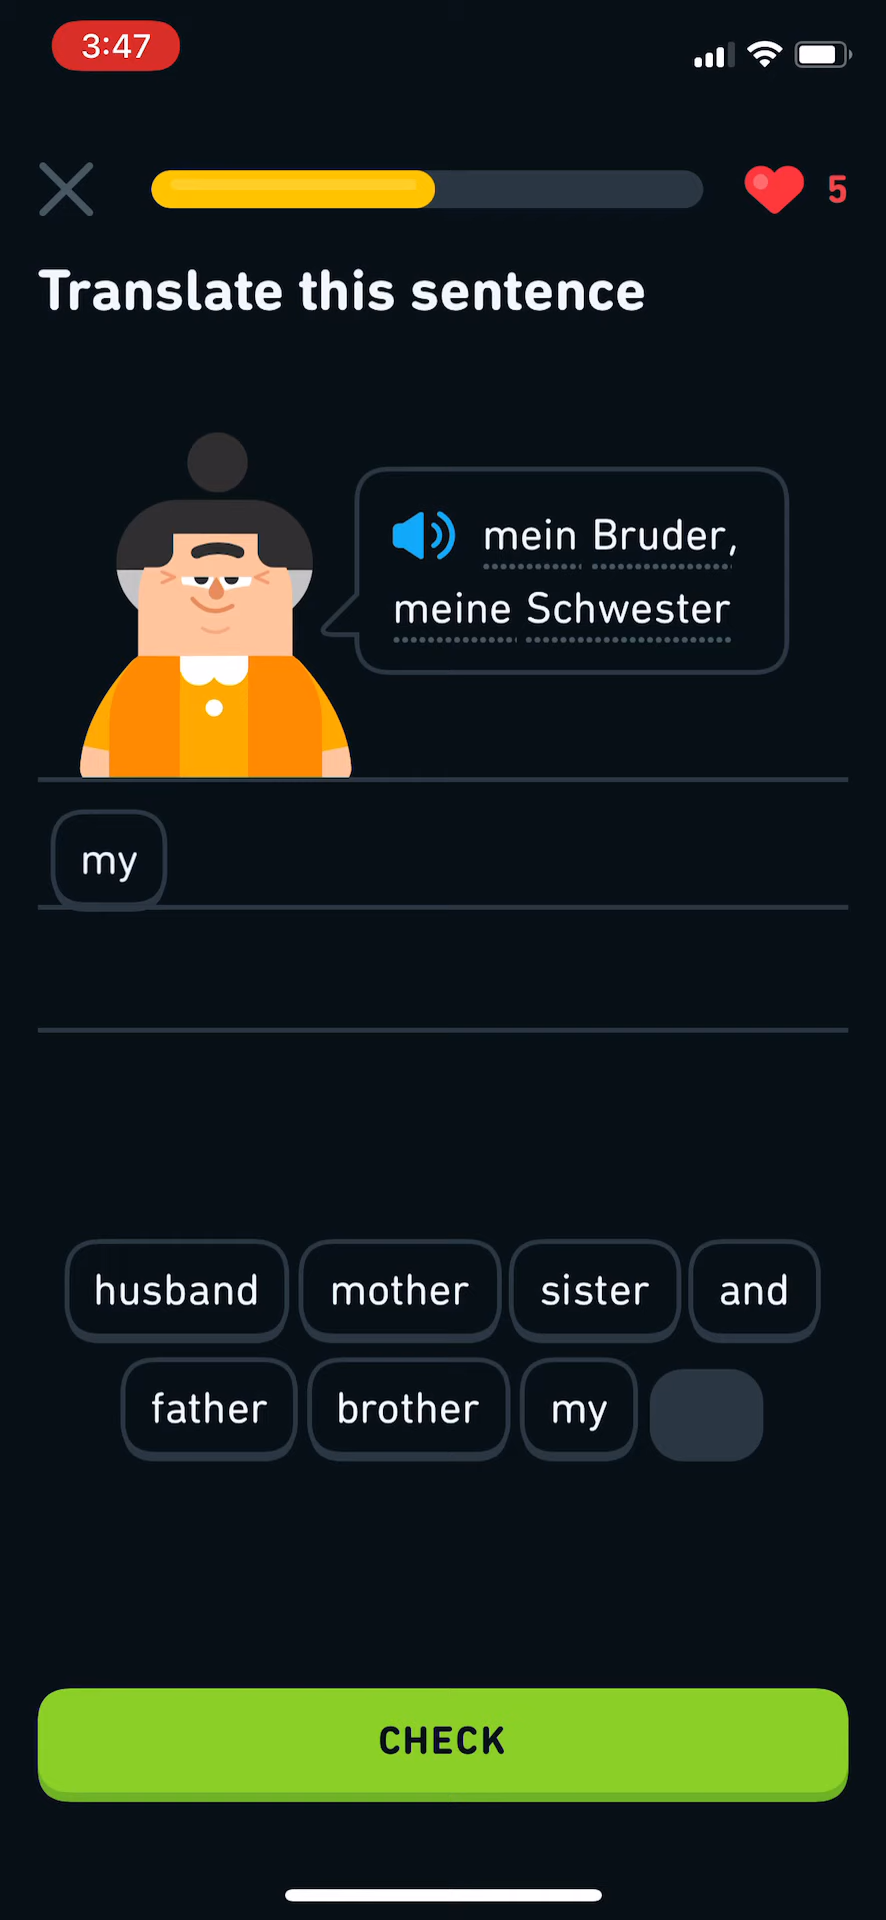 3:47
5
Translate this sentence
mein Bruder,
meine Schwester
my
husband mother sister and
father brother my
CHECK